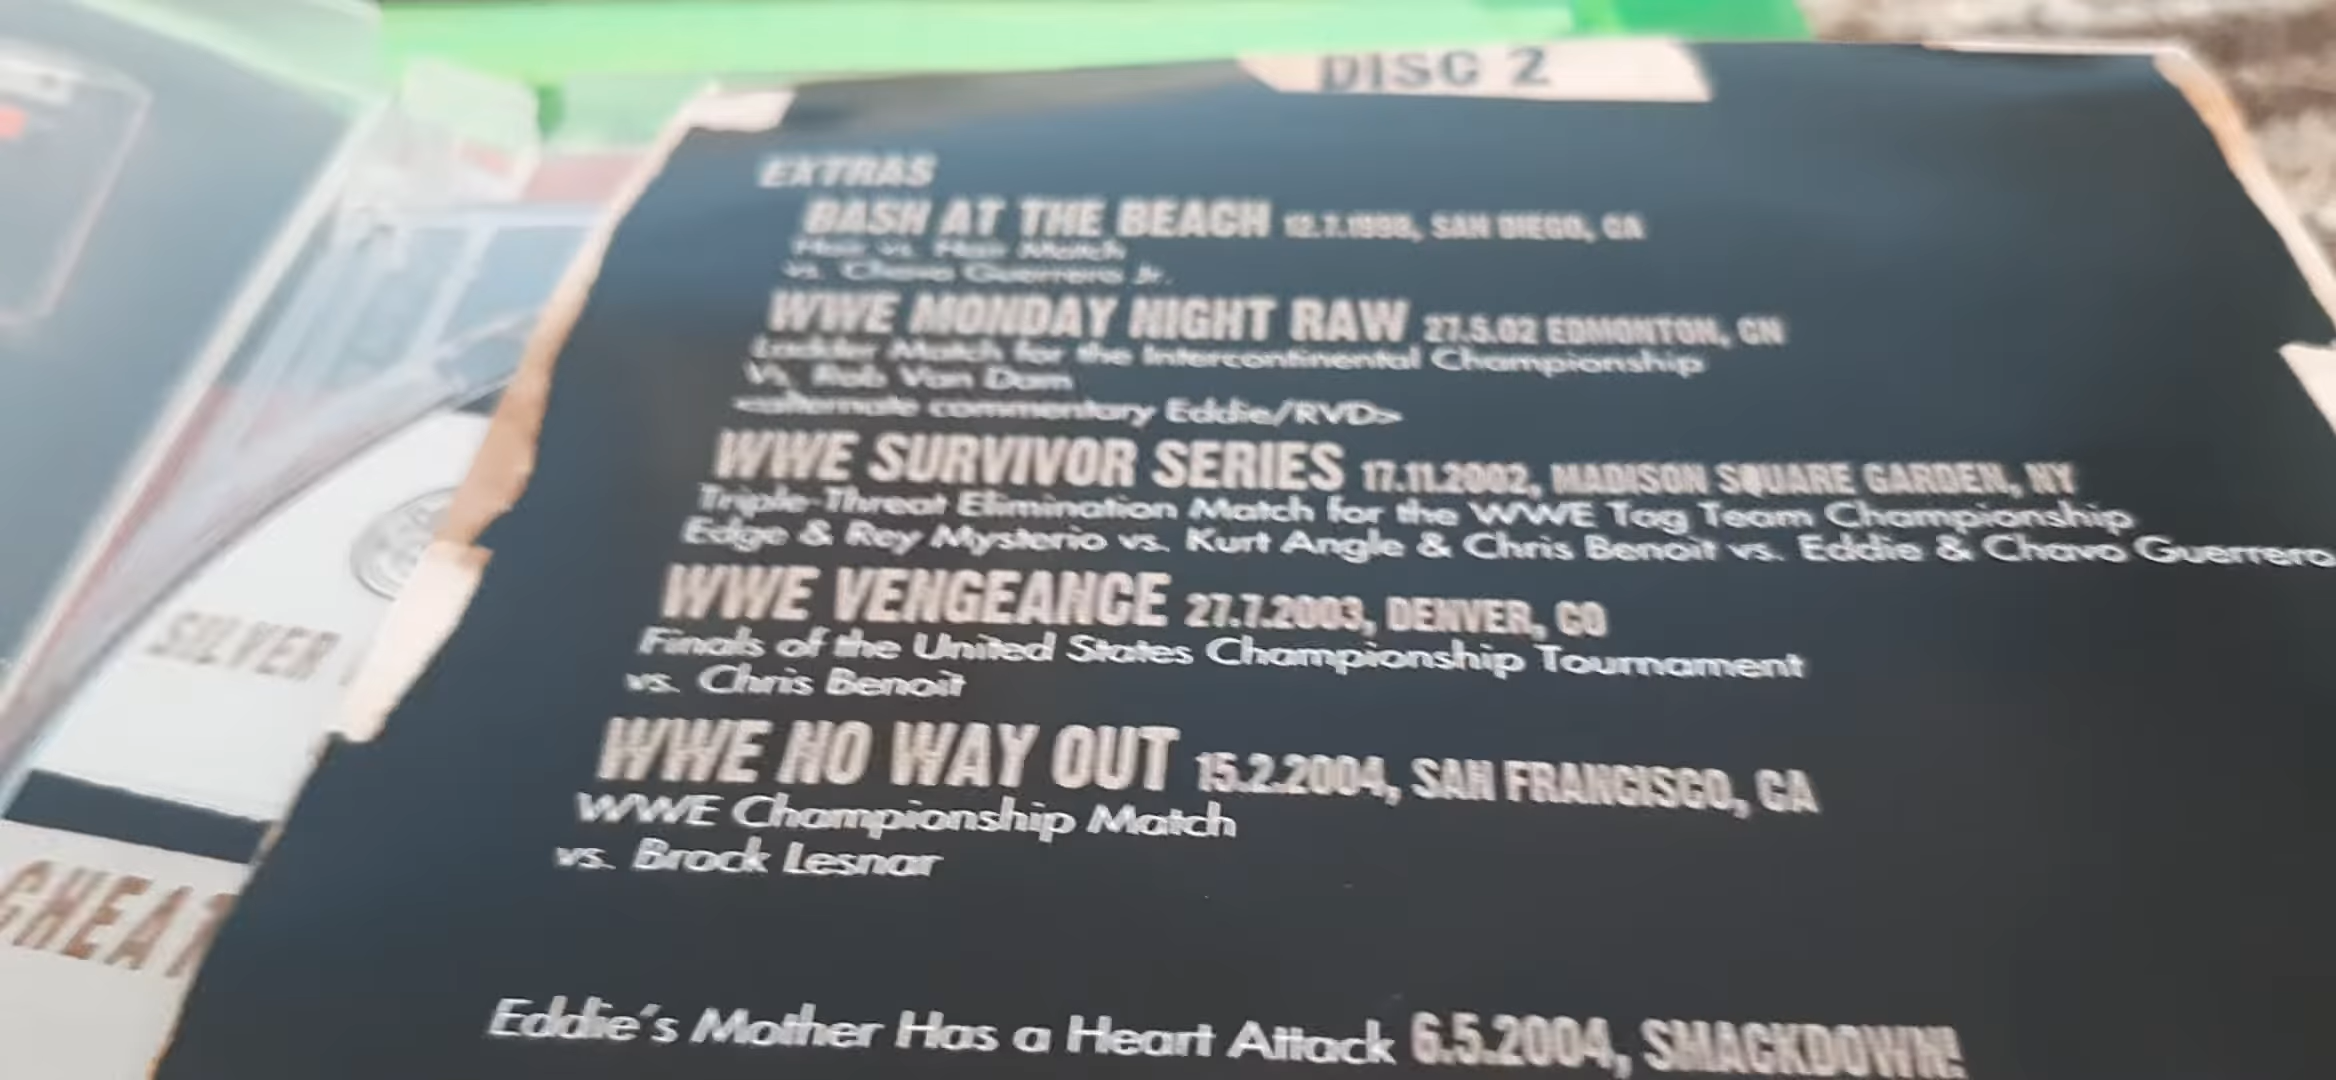 DISC 2
EXTRAS
BASH AT THE BEACH 12.7.1998, SAN DIEGO, CA
Hair vs. Hair Match
vs. Chavo Guerrero Jr.
WWE MONDAY NIGHT RAW 27.5.02 EDMONTON, CN
Ladder Match for the Intercontinental Championship
Vs. Rob Van Dam
<alternate commentary Eddie/RVD>
WWE SURVIVOR SERIES 17.11.2002, MADISON SQUARE GARDEN, NY
Triple-Threat Elimination Match for the WWE Tag Team Championship
Edge & Rey Mysterio vs. Kurt Angle & Chris Benoit vs. Eddie & Chavo Guerrero
WWE VENGEANCE 27.7.2003, DENVER, CO
Finals of the United States Championship Tournament
vs. Chris Benoit
SILVER
WWE NO WAY OUT 15.2.2004, SAN FRANCISCO, CA
WWE Championship Match
vs. Brock Lesnar
CHEAT
Eddie's Mother Has a Heart Attack 6.5.2004, SMACKDOWN!